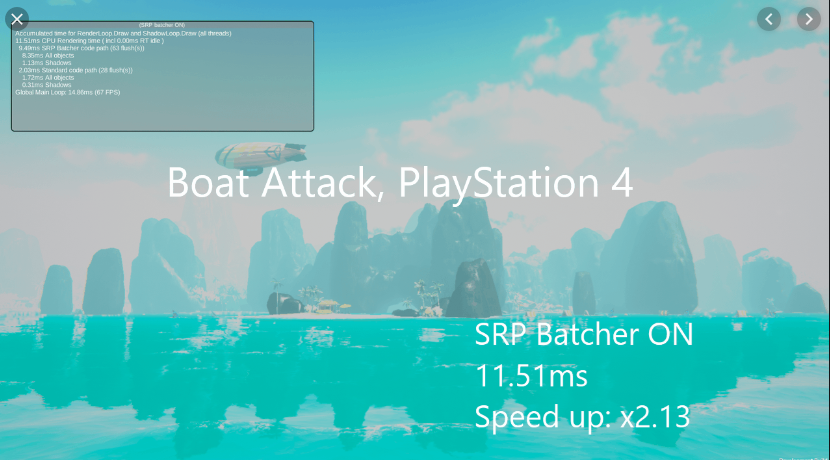 (SRP batcher ON)
Accumulated time for RenderLoop.Draw and ShadowLoop.Draw (all threads)
11.51ms CPU Rendering time ( incl 0.00ms RT idle )
9.49ms SRP Batcher code path (63 flush(s))
8.35ms All objects
1.13ms Shadows
2.03ms Standard code path (28 flush(s))
1.72ms All objects
0.31ms Shadows
Global Main Loop: 14.86ms (67 FPS)
Boat Attack, PlayStation 4
SRP Batcher ON
11.51ms
Speed up: x2.13